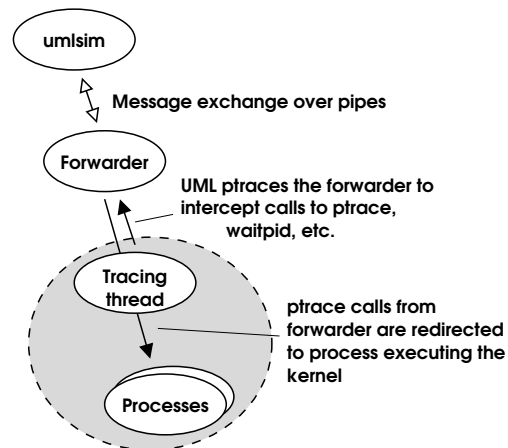 umlsim
Message exchange over pipes
Forwarder
UML ptraces the forwarder to
intercept calls to ptrace,
waitpid, etc.
Tracing
thread
ptrace calls from
forwarder are redirected
to process executing the
kernel
Processes